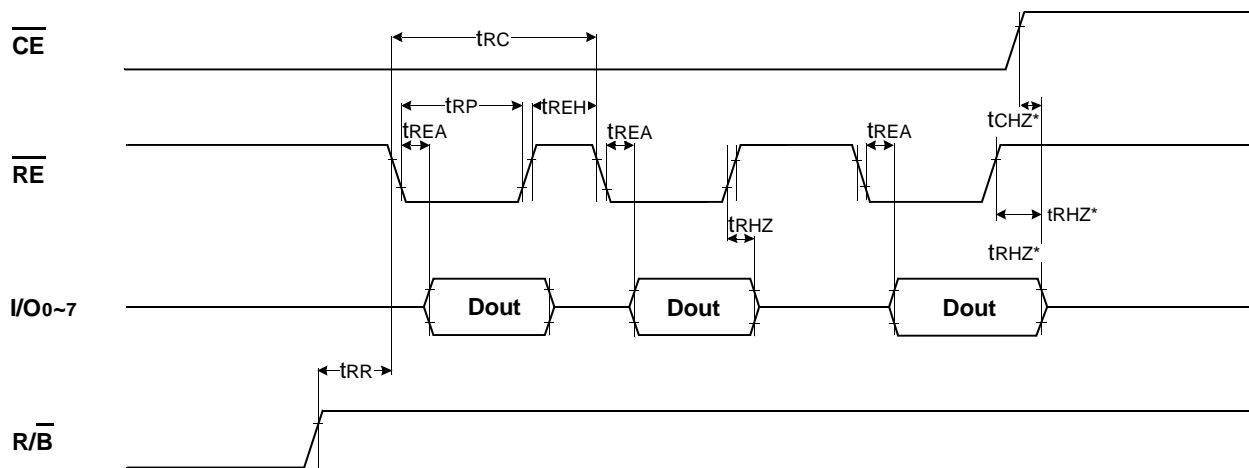 CE
tRC
tRP
tREH
tCHZ*
tREA
tREA
tREA
RE
tRHZ*
tRHZ
tRHZ*
I/O0~7
Dout
Dout
Dout
tRR
R/B